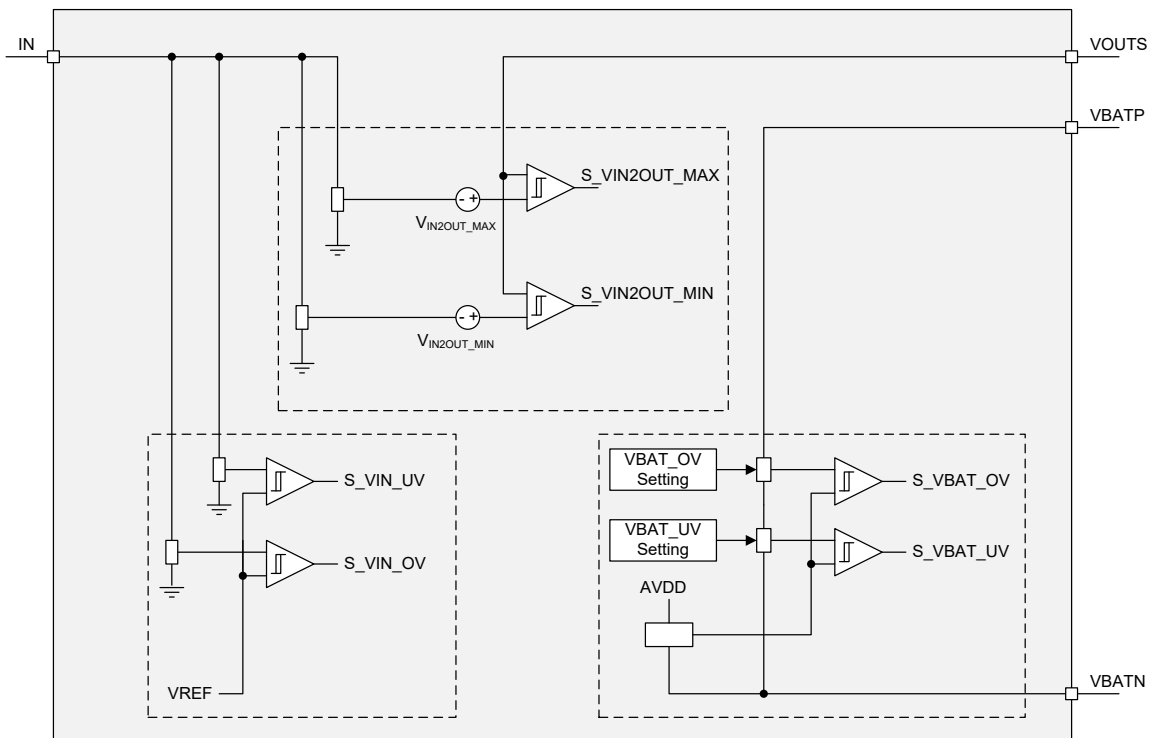 IN
VOUTS
VBATP
S_VIN2OUT_MAX
- +
VIN2OUT_MAX
S_VIN2OUT_MIN
- +
VIN2OUT_MIN
VBAT_OV
Setting
S_VIN_UV
S_VBAT_OV
VBAT_UV
Setting
S_VIN_OV
S_VBAT_UV
AVDD
VREF
VBATN